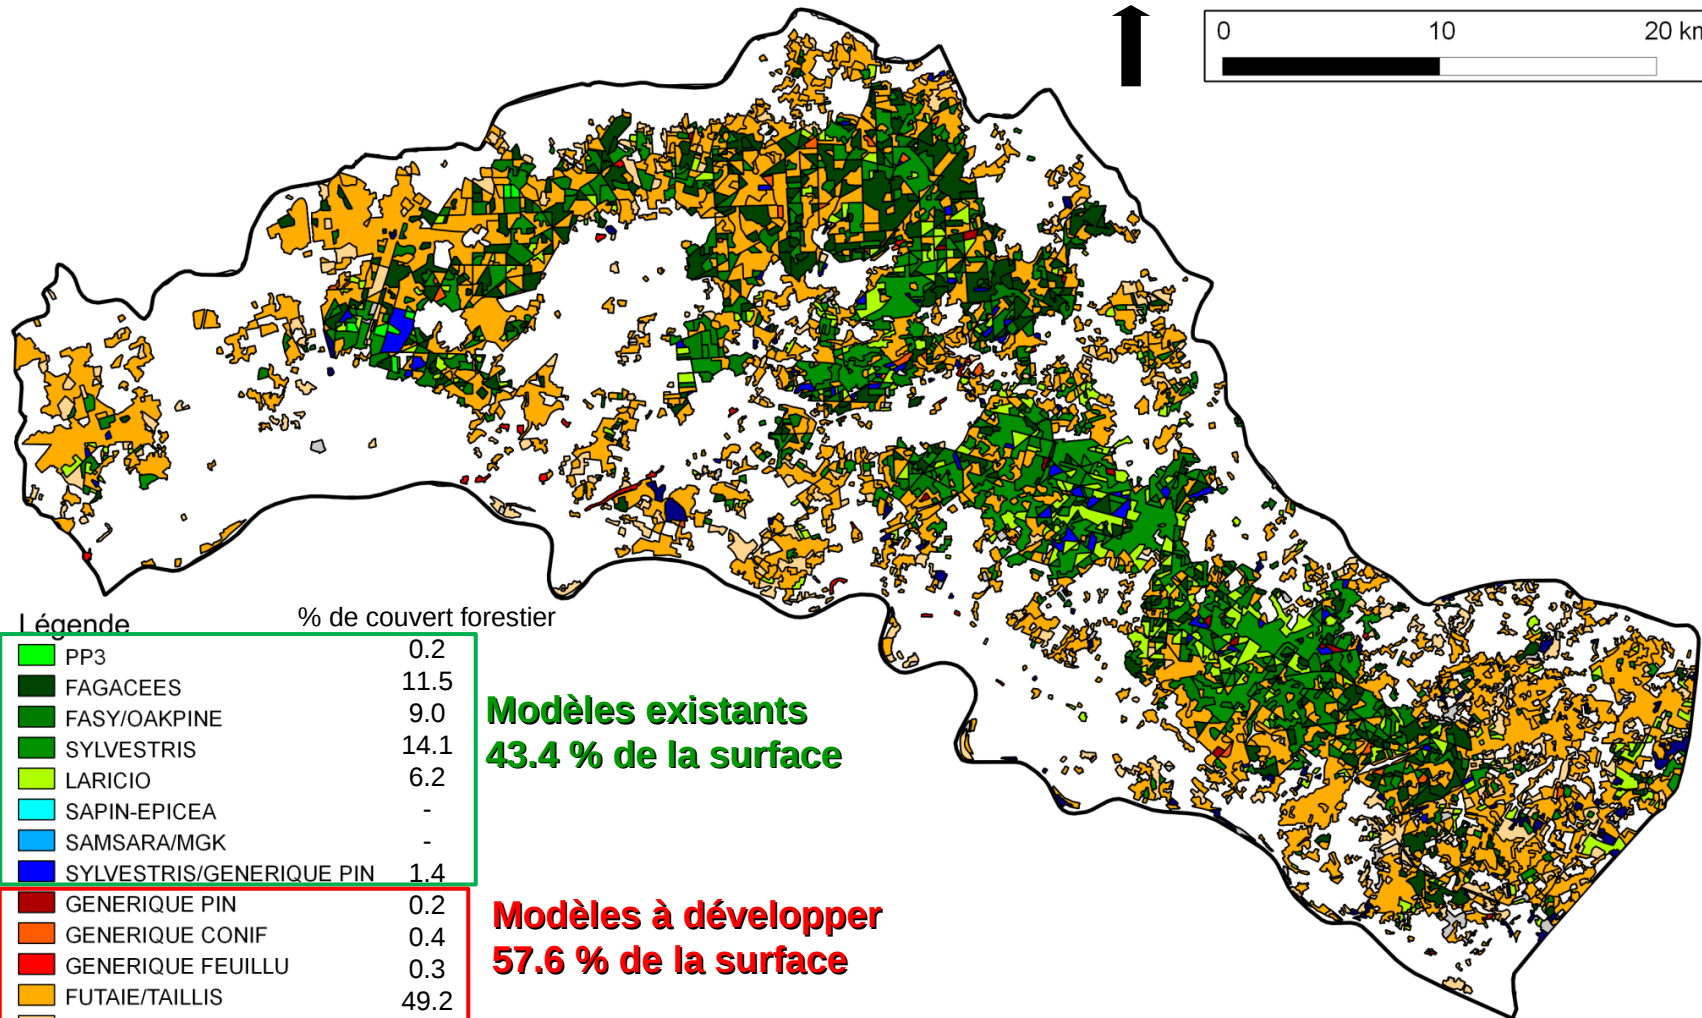 0 10 20 km
Légende % de couvert forestier
PP3 0.2
FAGACEES 11.5
FASY/OAKPINE 9.0
SYLVESTRIS 14.1
LARICIO 6.2
SAPIN-EPICEA -
SAMSARA/MGK -
SYLVESTRIS/GENERIQUE PIN 1.4
Modèles existants
43.4 % de la surface
GENERIQUE PIN 0.2
GENERIQUE CONIF 0.4
GENERIQUE FEUILLU 0.3
FUTAIE/TAILLIS 49.2
Modèles à développer
57.6 % de la surface